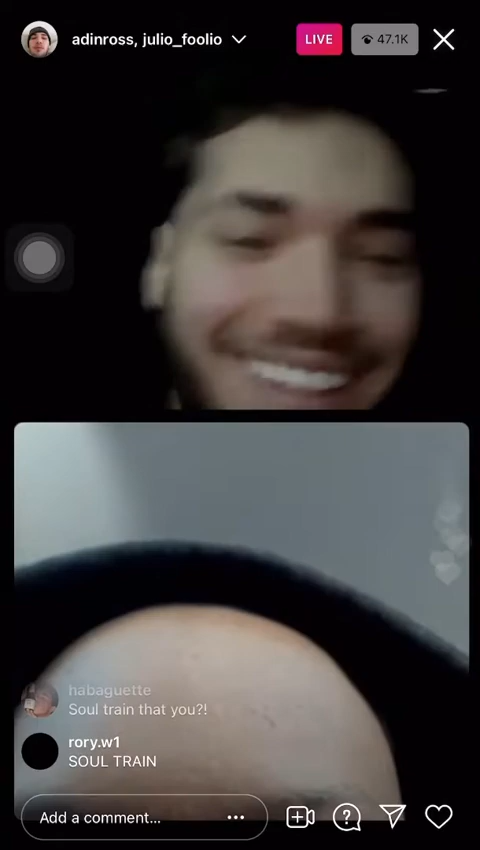 adinross, julio_foolio
LIVE
47.1K
habaguette
Soul train that you?!
rory.w1
SOUL TRAIN
Add a comment...